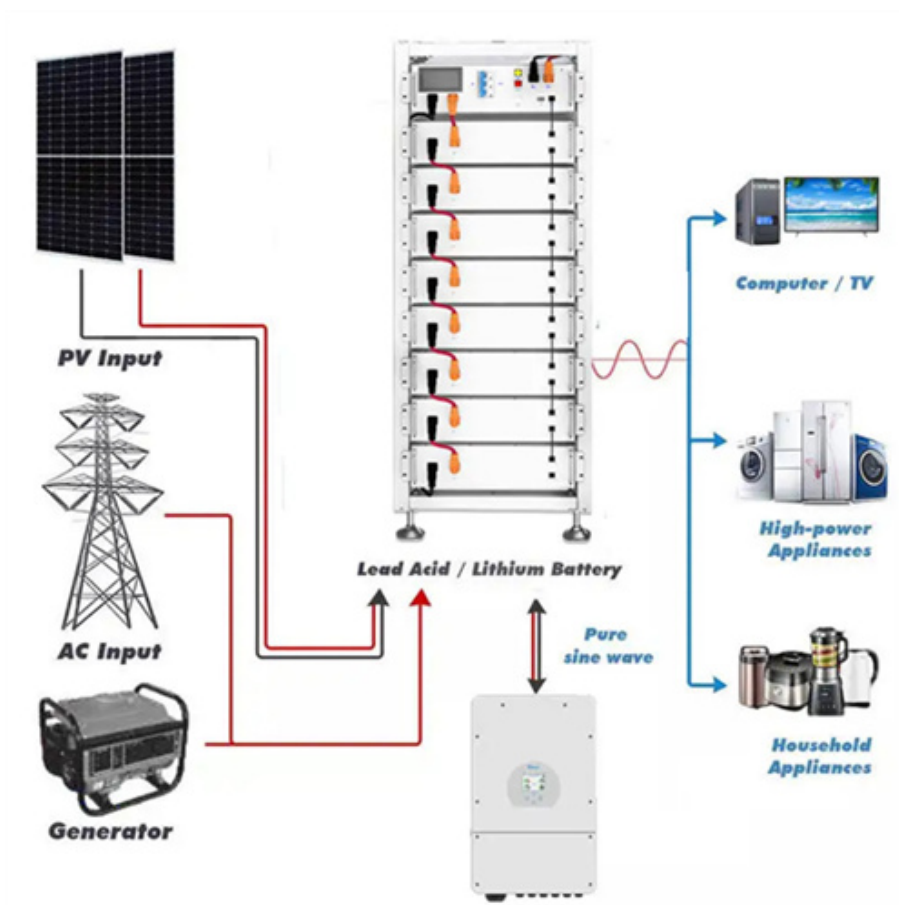 PV Input
AC Input
Generator
Lead Acid / Lithium Battery
Pure
sine wave
Computer / TV
High-power
Appliances
Household
Appliances